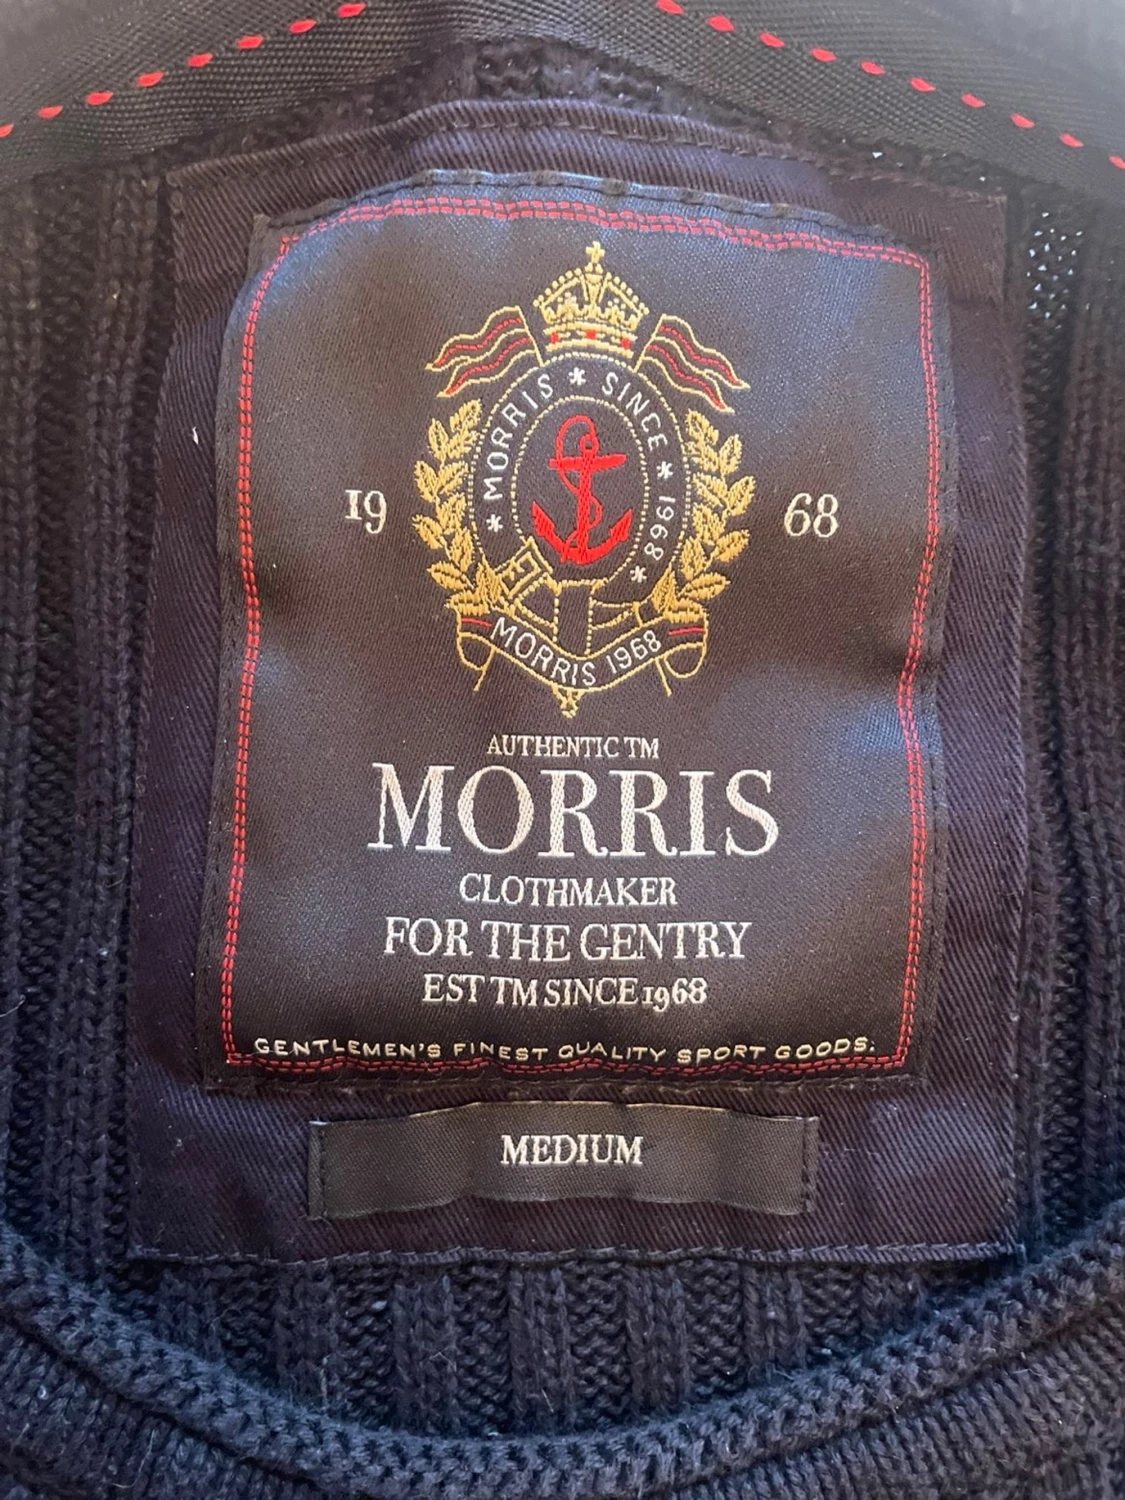 * MORRIS * SINCE * 1968 *
19 68
MORRIS 1968
AUTHENTIC TM
MORRIS
CLOTHMAKER
FOR THE GENTRY
EST TM SINCE 1968
GENTLEMEN'S FINEST QUALITY SPORT GOODS.
MEDIUM